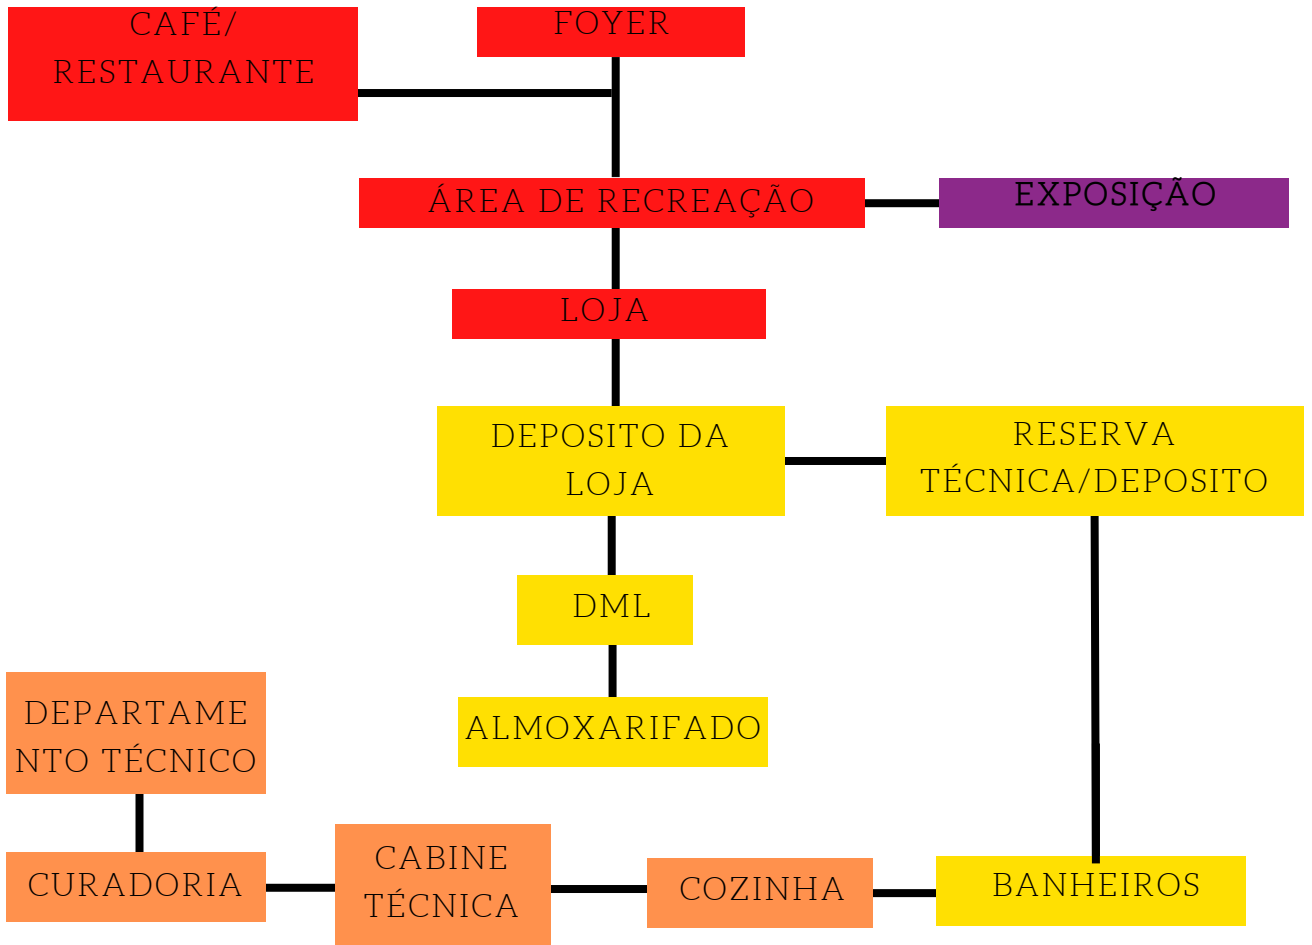 CAFÉ/
RESTAURANTE
FOYER
ÁREA DE RECREAÇÃO
EXPOSIÇÃO
LOJA
DEPOSITO DA
LOJA
RESERVA
TÉCNICA/DEPOSITO
DML
ALMOXARIFADO
DEPARTAME
NTO TÉCNICO
CURADORIA
CABINE
TÉCNICA
COZINHA
BANHEIROS